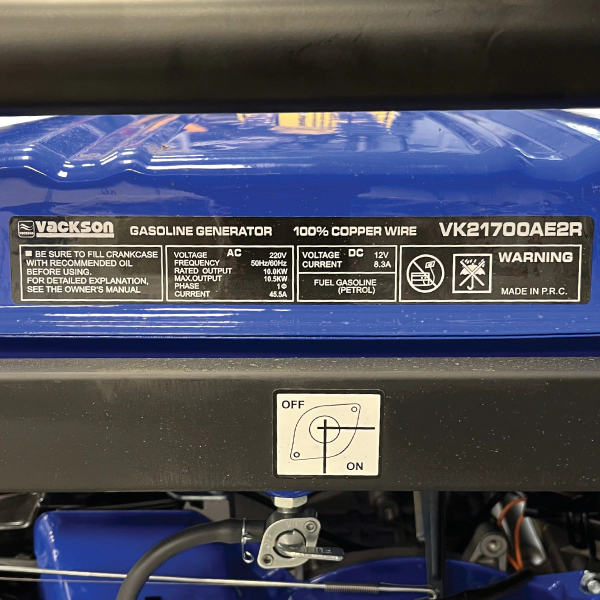 VACKSON GASOLINE GENERATOR 100% COPPER WIRE VK21700AE2R
■ BE SURE TO FILL CRANKCASE
WITH RECOMMENDED OIL
BEFORE USING.
FOR DETAILED EXPLANATION,
SEE THE OWNER'S MANUAL
AC
VOLTAGE 220V
FREQUENCY 50Hz/60Hz
RATED OUTPUT 10.0KW
MAX.OUTPUT 10.5KW
PHASE 1Φ
CURRENT 45.5A
DC
VOLTAGE 12V
CURRENT 8.3A
FUEL GASOLINE
(PETROL)
WARNING
MADE IN P.R.C.
OFF
ON